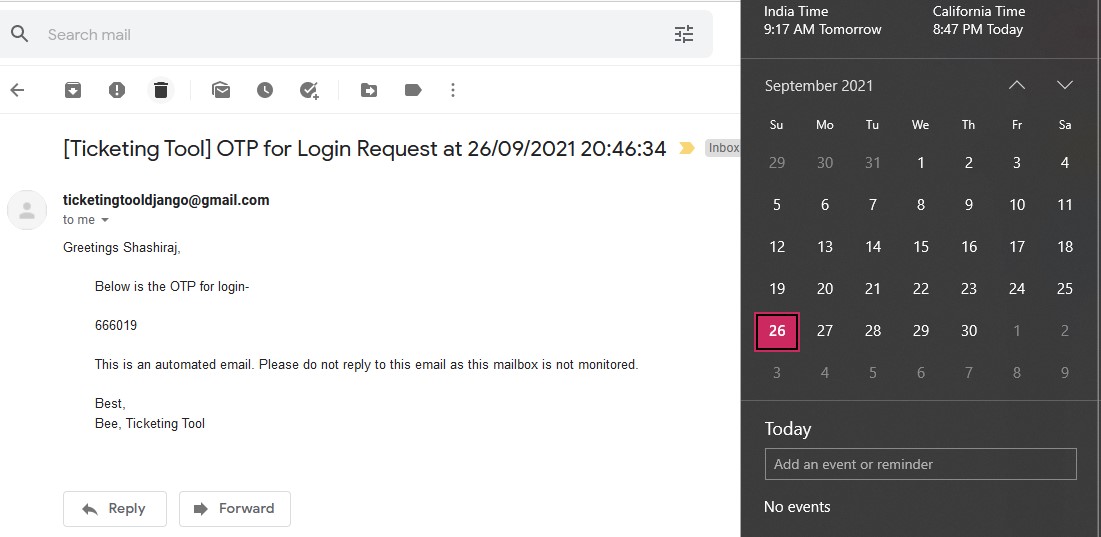 Search mail
[Ticketing Tool] OTP for Login Request at 26/09/2021 20:46:34
Inbox
ticketingtooldjango@gmail.com
to me
Greetings Shashiraj,
Below is the OTP for login-
666019
This is an automated email. Please do not reply to this email as this mailbox is not monitored.
Best,
Bee, Ticketing Tool
Reply Forward
India Time California Time
9:17 AM Tomorrow 8:47 PM Today
September 2021
Su Mo Tu We Th Fr Sa
29 30 31 1 2 3 4
5 6 7 8 9 10 11
12 13 14 15 16 17 18
19 20 21 22 23 24 25
26 27 28 29 30 1 2
3 4 5 6 7 8 9
Today
Add an event or reminder
No events